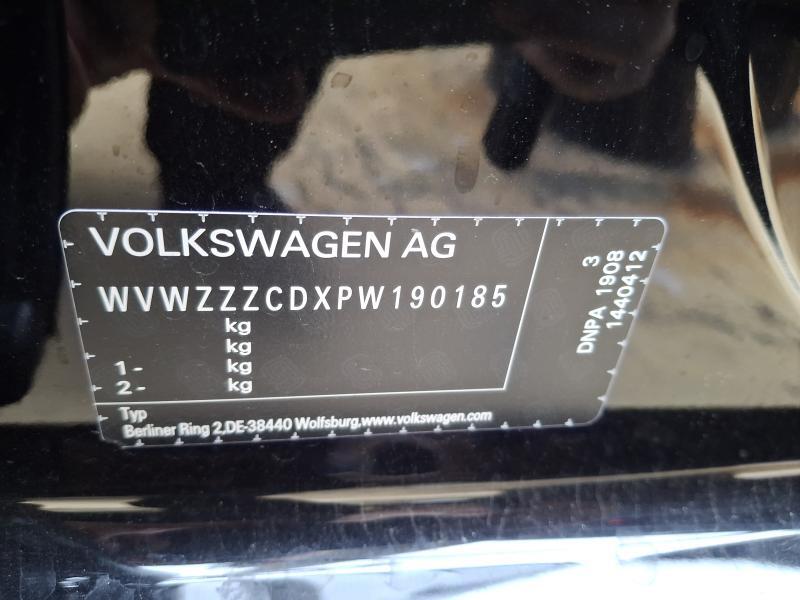 VOLKSWAGEN AG
WVWZZZCDXPW190185
kg
kg
1- kg
2- kg
Typ
Berliner Ring 2,DE-38440 Wolfsburg,www.volkswagen.com
3
DNPA 1908
1440412